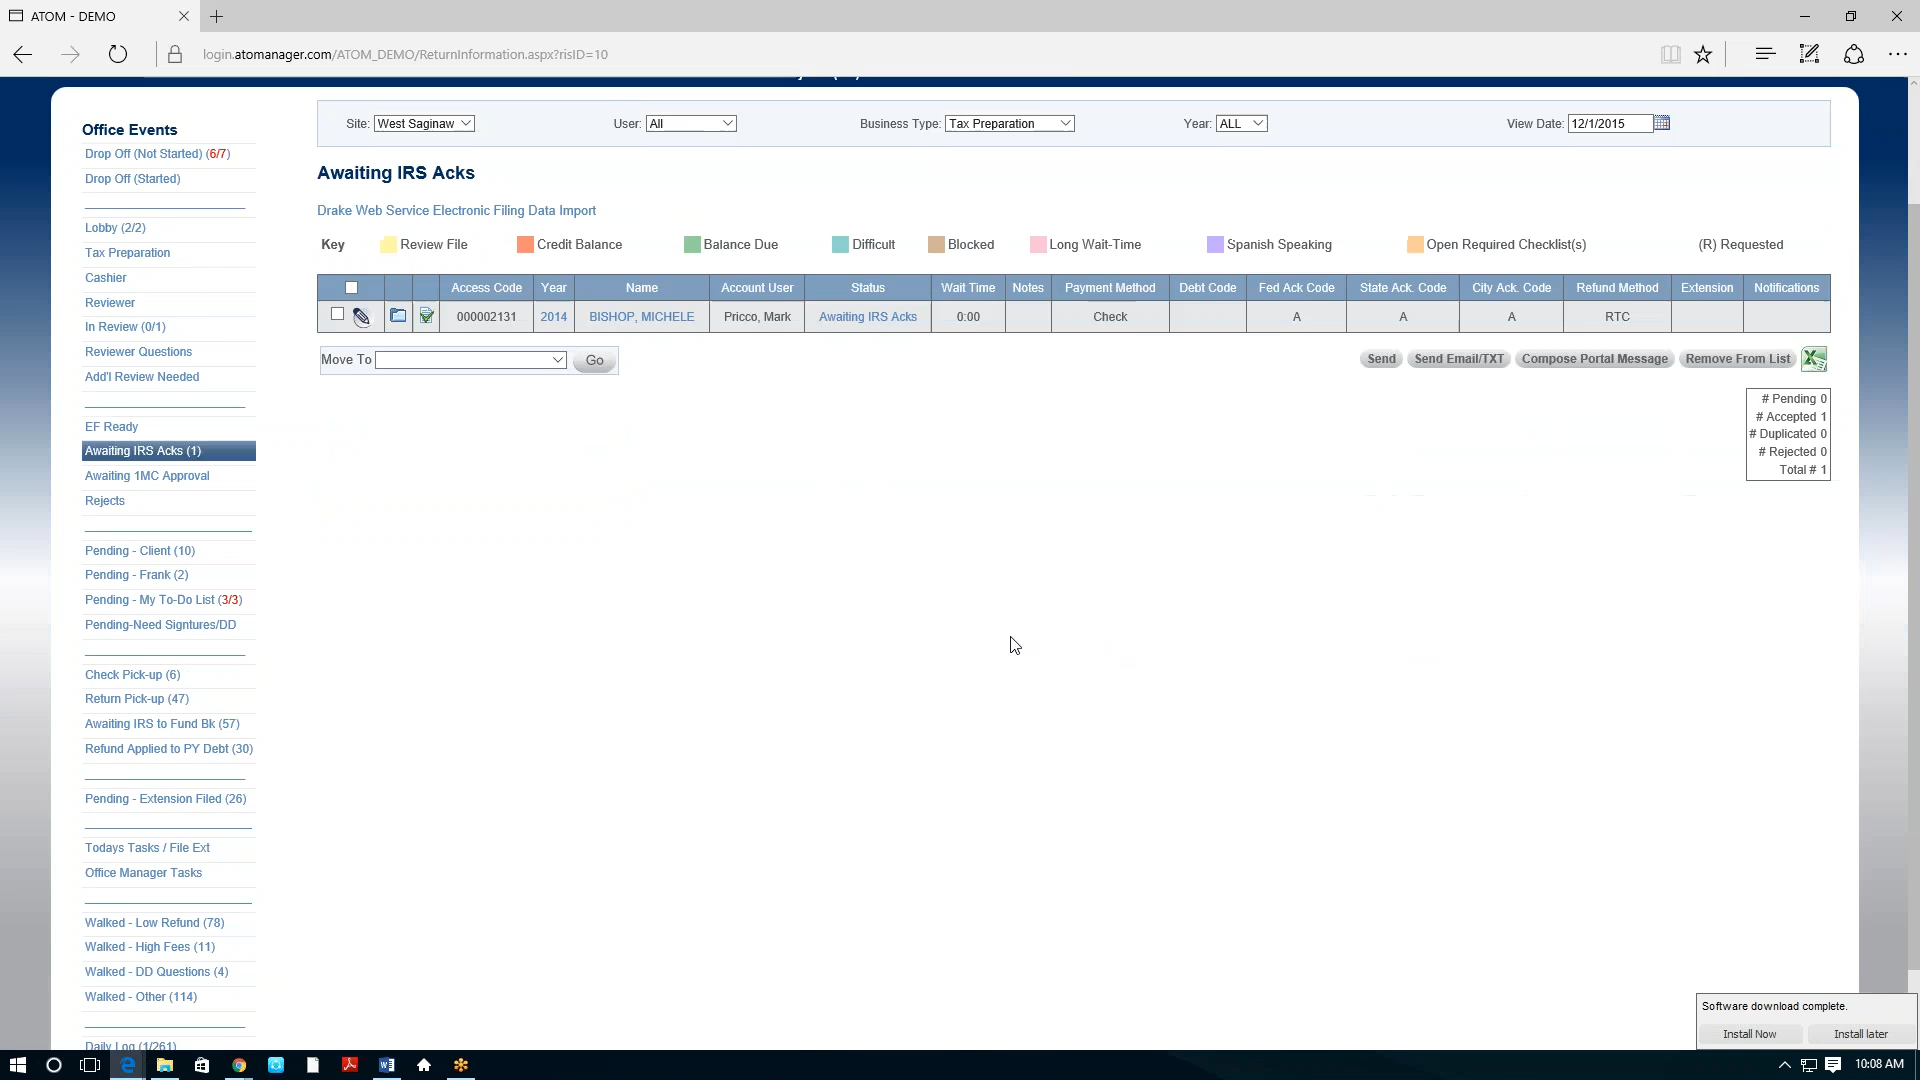 ATOM - DEMO
login.atomanager.com/ATOM_DEMO/ReturnInformation.aspx?risID=10
Office Events
Drop Off (Not Started) (6/7)
Drop Off (Started)
Lobby (2/2)
Tax Preparation
Cashier
Reviewer
In Review (0/1)
Reviewer Questions
Add'l Review Needed
EF Ready
Awaiting IRS Acks (1)
Awaiting 1MC Approval
Rejects
Pending - Client (10)
Pending - Frank (2)
Pending - My To-Do List (3/3)
Pending-Need Signtures/DD
Check Pick-up (6)
Return Pick-up (47)
Awaiting IRS to Fund Bk (57)
Refund Applied to PY Debt (30)
Pending - Extension Filed (26)
Todays Tasks / File Ext
Office Manager Tasks
Walked - Low Refund (78)
Walked - High Fees (11)
Walked - DD Questions (4)
Walked - Other (114)
Daily Log (1/261)
Site: West Saginaw User: All Business Type: Tax Preparation Year: ALL View Date: 12/1/2015
Awaiting IRS Acks
Drake Web Service Electronic Filing Data Import
Key Review File Credit Balance Balance Due Difficult Blocked Long Wait-Time Spanish Speaking Open Required Checklist(s) (R) Requested
Access Code Year Name Account User Status Wait Time Notes Payment Method Debt Code Fed Ack Code State Ack. Code City Ack. Code Refund Method Extension Notifications
000002131 2014 BISHOP, MICHELE Pricco, Mark Awaiting IRS Acks 0:00 Check A A A RTC
Move To Go Send Send Email/TXT Compose Portal Message Remove From List
# Pending 0
# Accepted 1
# Duplicated 0
# Rejected 0
Total # 1
Software download complete.
Install Now Install later
10:08 AM